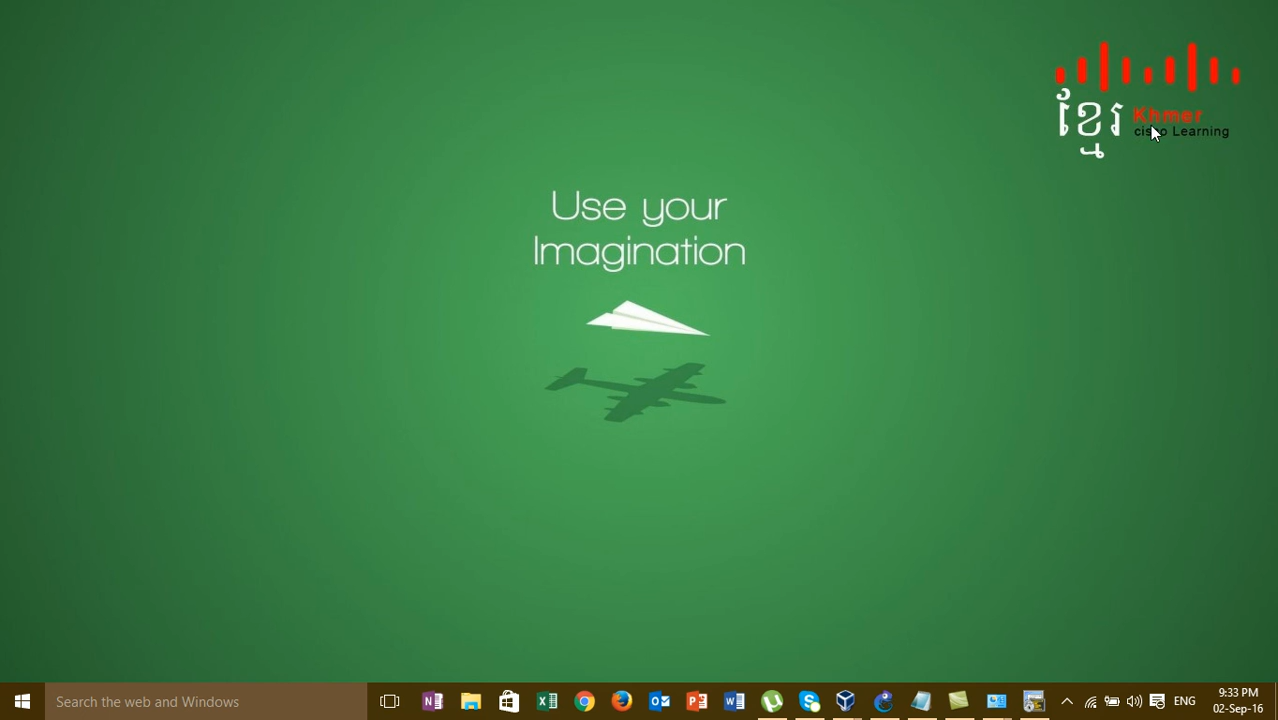 ខ្មែរ Khmer
cisco Learning
Use your
Imagination
Search the web and Windows
ENG
9:33 PM
02-Sep-16